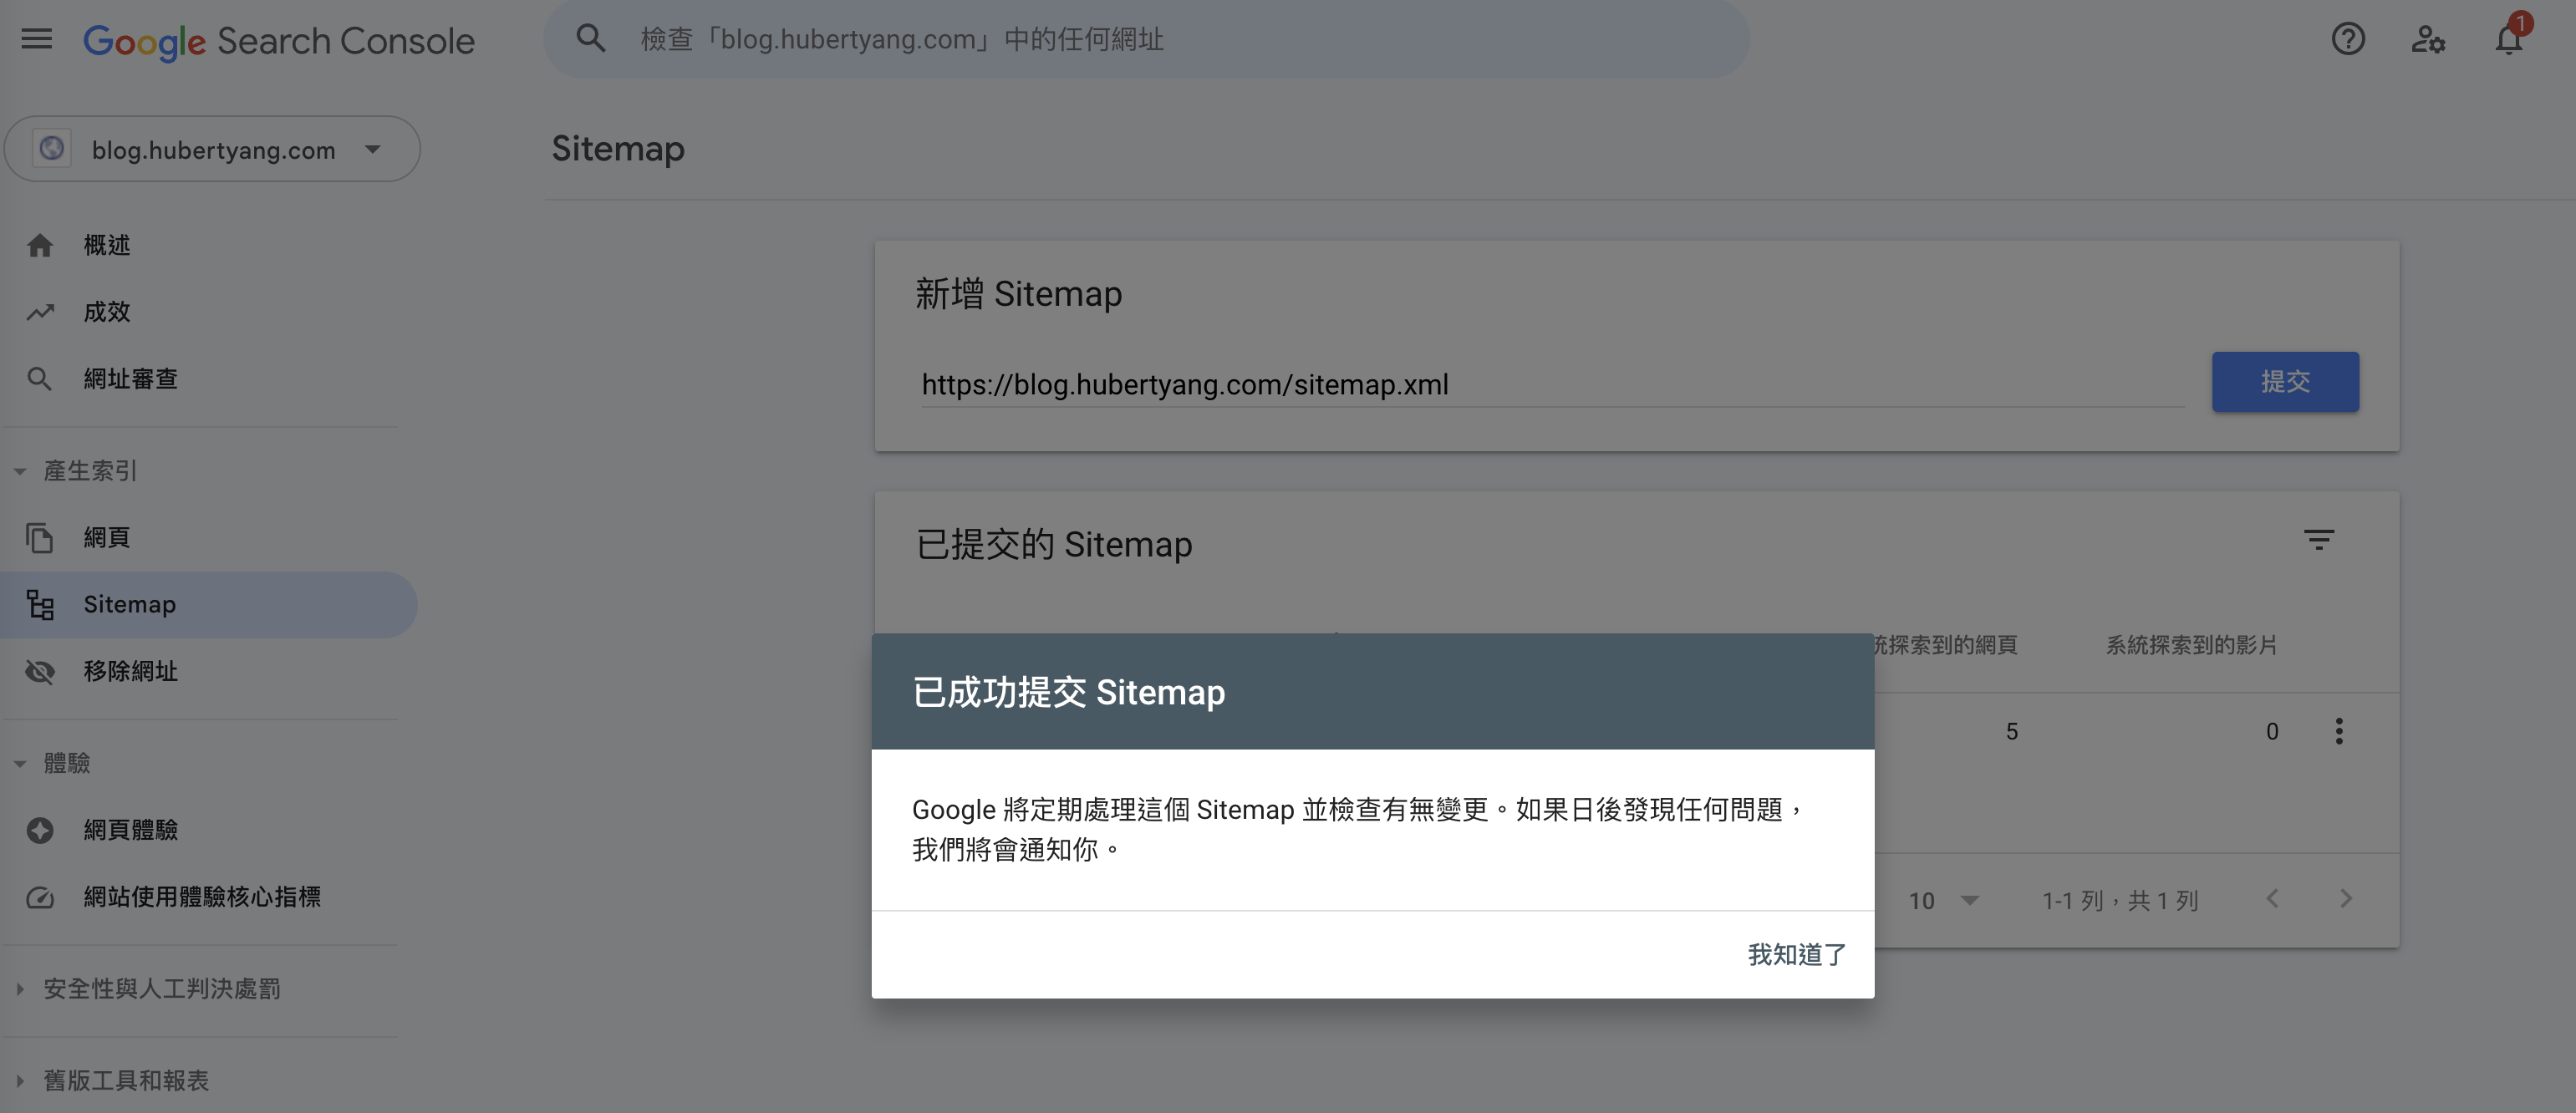 Google Search Console
檢查「blog.hubertyang.com」中的任何網址
1
blog.hubertyang.com
Sitemap
概述
成效
網址審查
產生索引
網頁
Sitemap
移除網址
體驗
網頁體驗
網站使用體驗核心指標
安全性與人工判決處罰
舊版工具和報表
新增 Sitemap
https://blog.hubertyang.com/sitemap.xml
提交
已提交的 Sitemap
統探索到的網頁
系統探索到的影片
5
0
10
1-1 列，共 1 列
已成功提交 Sitemap
Google 將定期處理這個 Sitemap 並檢查有無變更。如果日後發現任何問題，
我們將會通知你。
我知道了